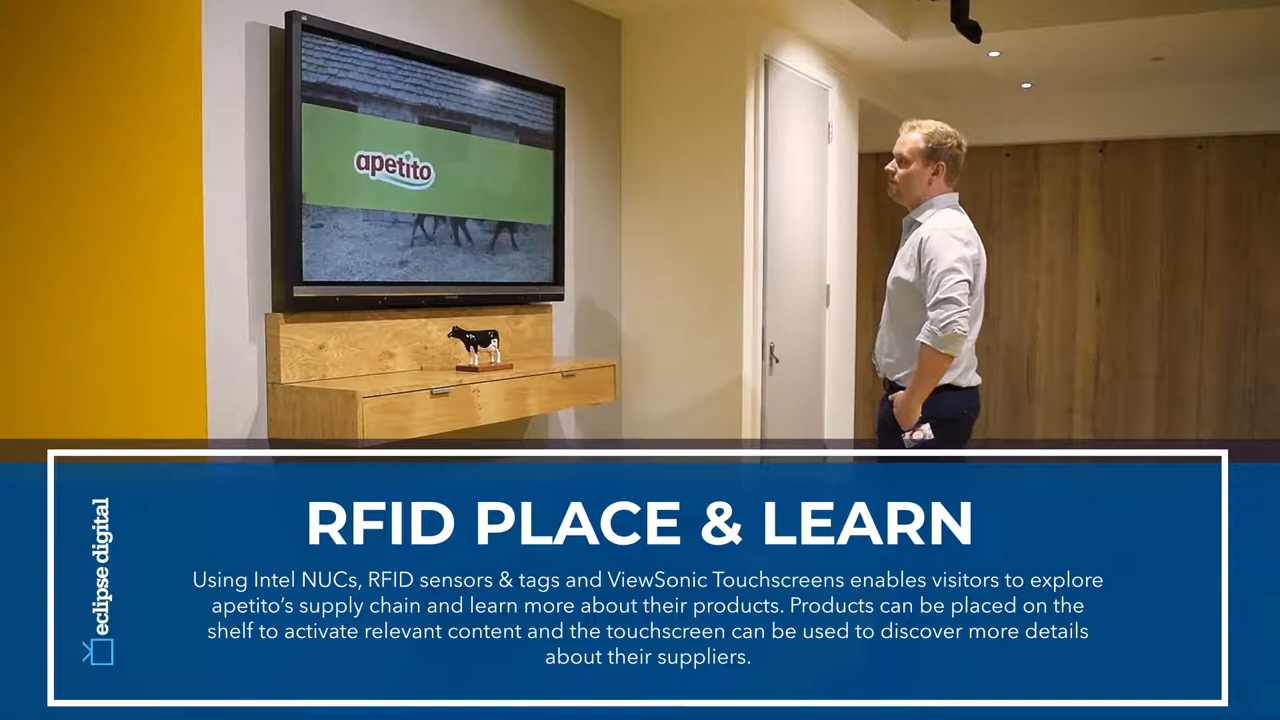 apetito
RFID PLACE & LEARN
Using Intel NUCs, RFID sensors & tags and ViewSonic Touchscreens enables visitors to explore
apetito's supply chain and learn more about their products. Products can be placed on the
shelf to activate relevant content and the touchscreen can be used to discover more details
about their suppliers.
eclipse digital